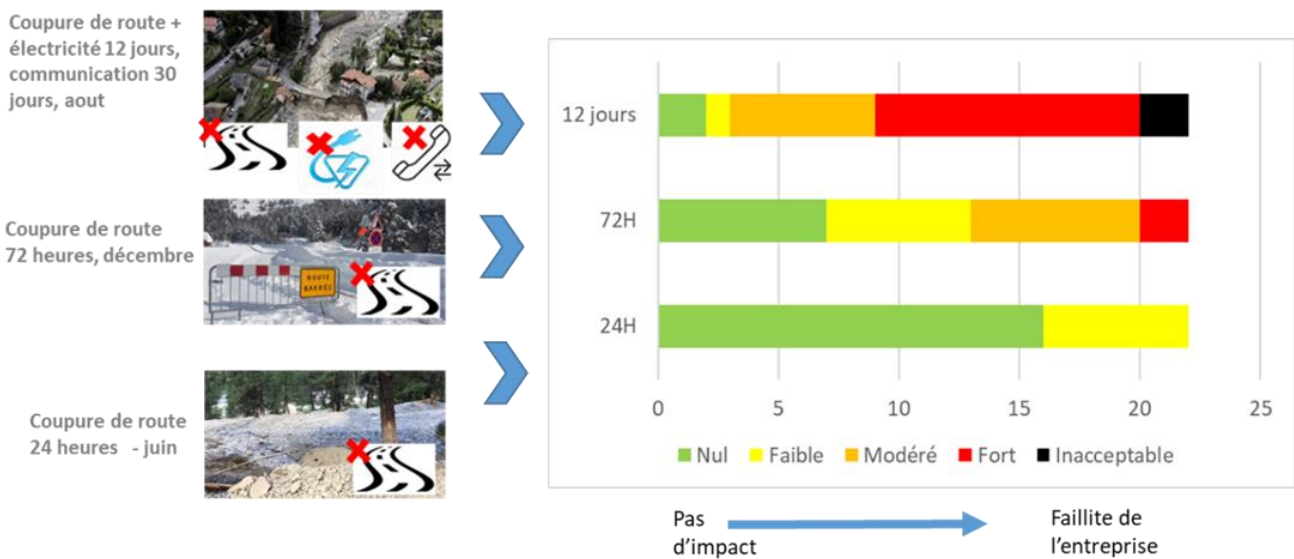 Coupure de route +
électricité 12 jours,
communication 30
jours, aout
Coupure de route
72 heures, décembre
ROUTE
BARRÉE
Coupure de route
24 heures - juin
12 jours
72H
24H
0 5 10 15 20 25
Nul Faible Modéré Fort Inacceptable
Pas
d’impact
Faillite de
l’entreprise